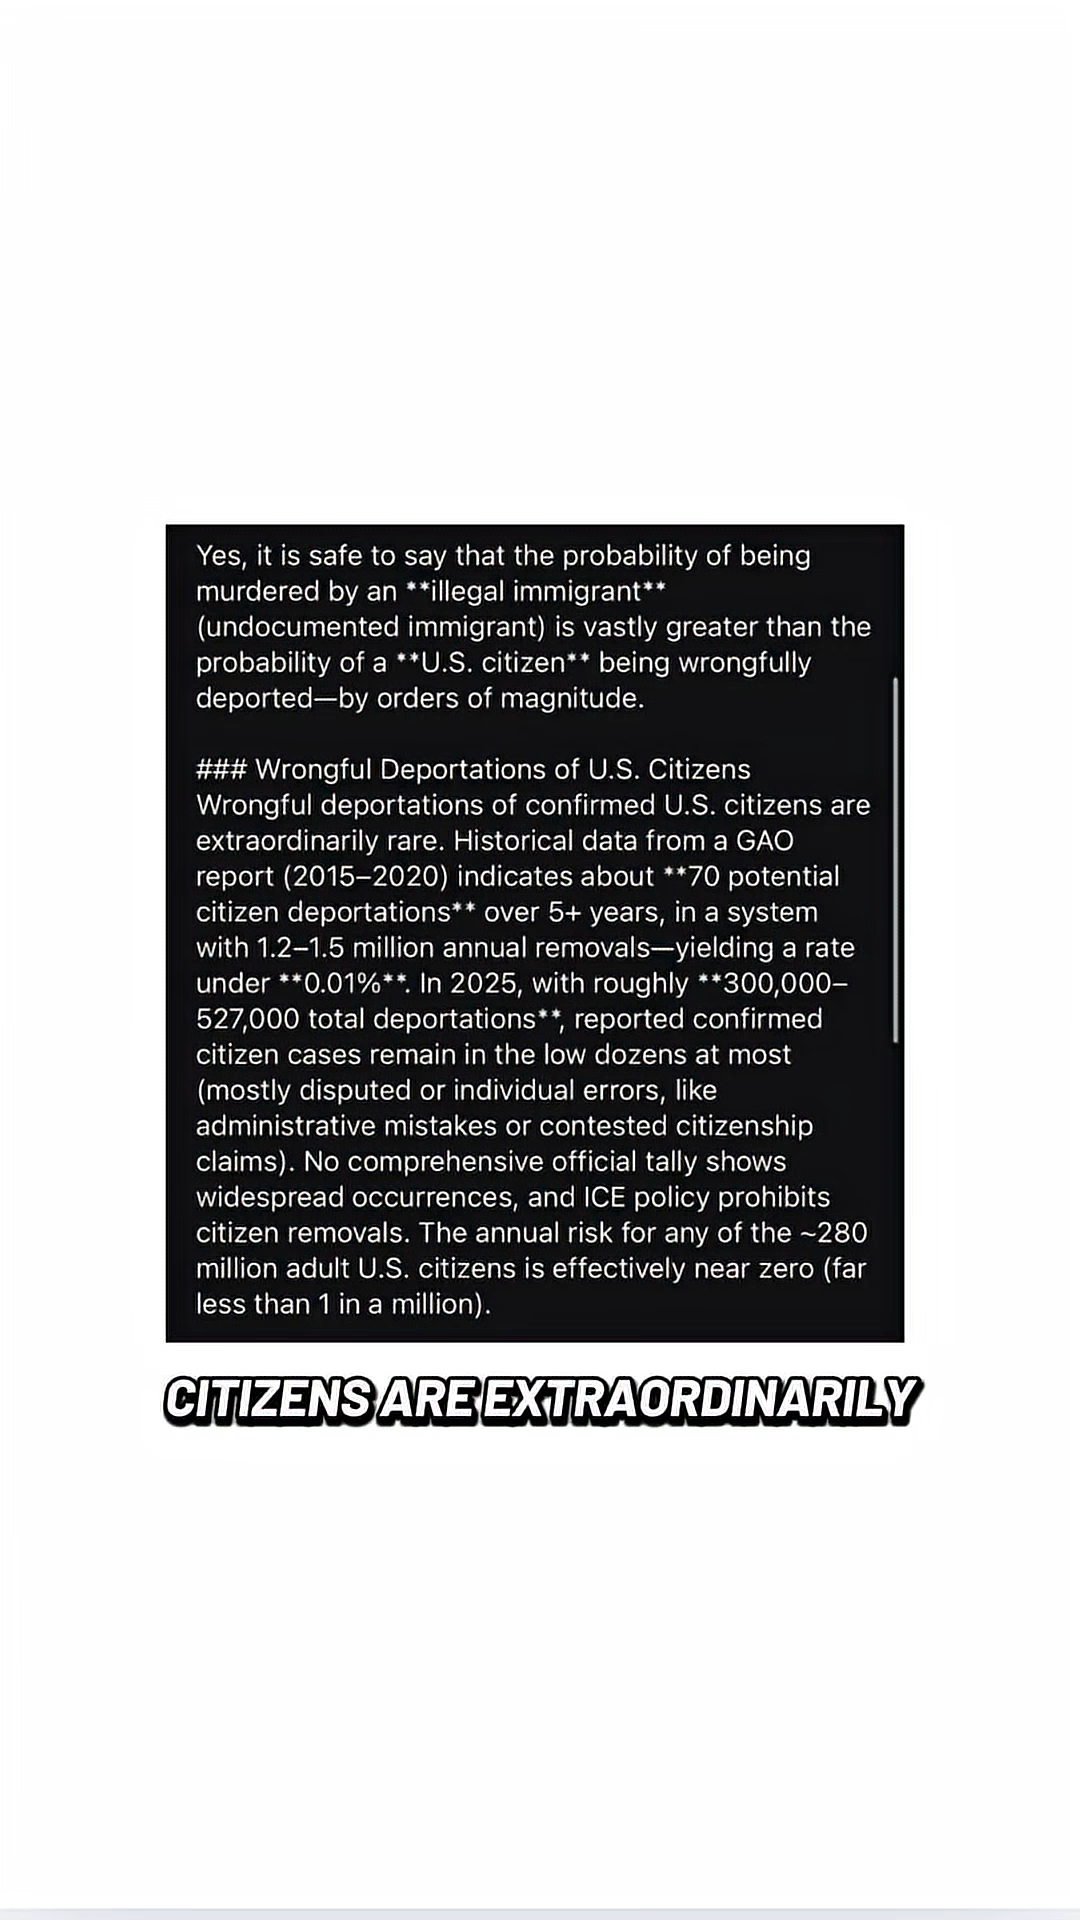 Yes, it is safe to say that the probability of being
murdered by an **illegal immigrant**
(undocumented immigrant) is vastly greater than the
probability of a **U.S. citizen** being wrongfully
deported—by orders of magnitude.
### Wrongful Deportations of U.S. Citizens
Wrongful deportations of confirmed U.S. citizens are
extraordinarily rare. Historical data from a GAO
report (2015–2020) indicates about **70 potential
citizen deportations** over 5+ years, in a system
with 1.2–1.5 million annual removals—yielding a rate
under **0.01%**. In 2025, with roughly **300,000–
527,000 total deportations**, reported confirmed
citizen cases remain in the low dozens at most
(mostly disputed or individual errors, like
administrative mistakes or contested citizenship
claims). No comprehensive official tally shows
widespread occurrences, and ICE policy prohibits
citizen removals. The annual risk for any of the ~280
million adult U.S. citizens is effectively near zero (far
less than 1 in a million).
CITIZENS ARE EXTRAORDINARILY